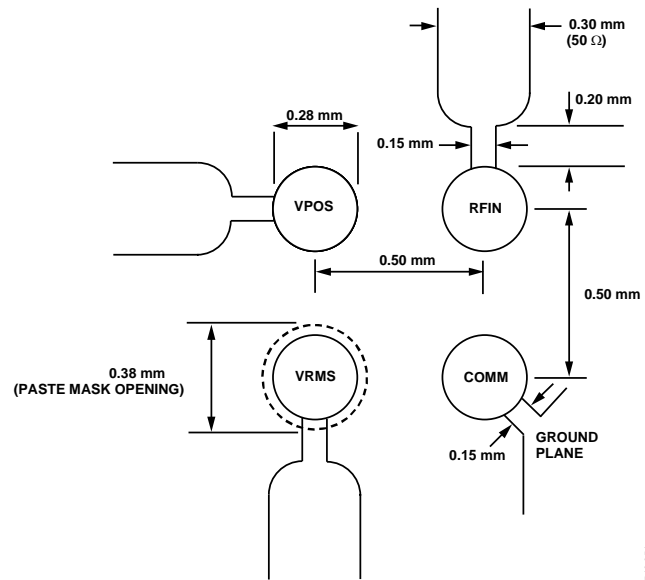 0.30 mm
(50 Ω)
0.20 mm
0.28 mm
0.15 mm
VPOS
RFIN
0.50 mm
0.50 mm
0.38 mm
(PASTE MASK OPENING)
VRMS
COMM
GROUND
PLANE
0.15 mm